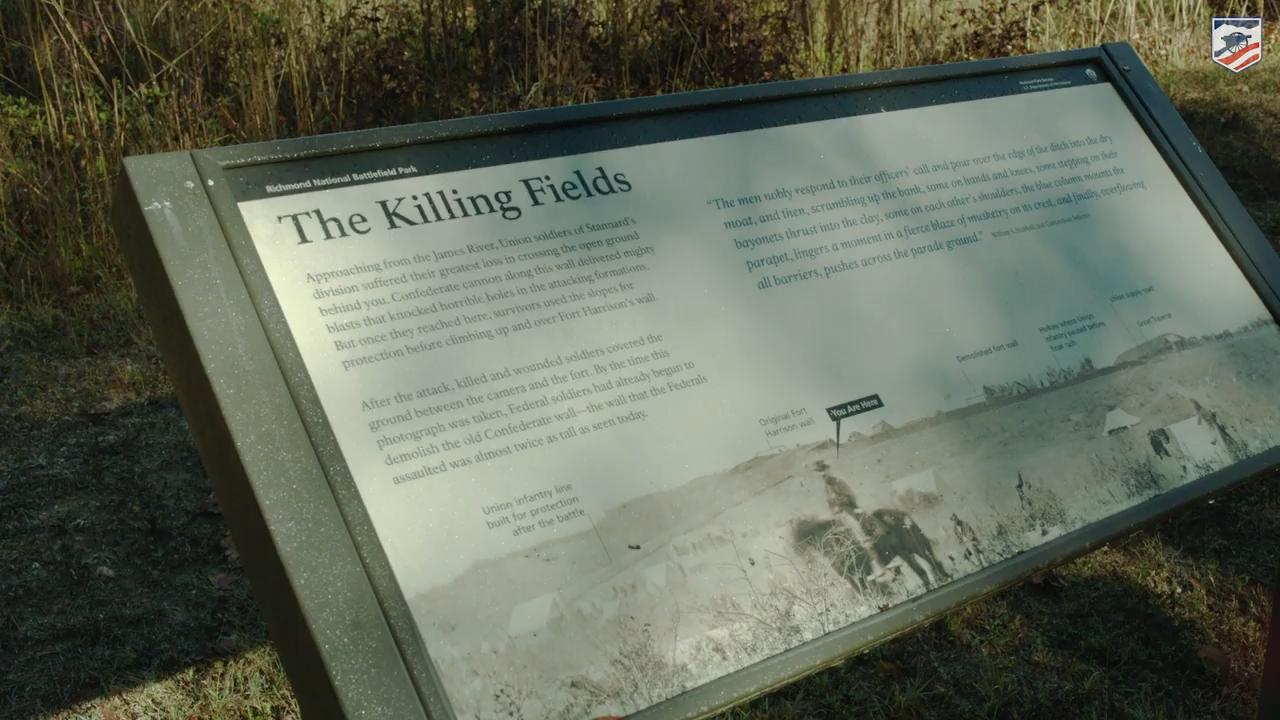 Richmond National Battlefield Park
The Killing Fields
Approaching from the James River, Union soldiers of Stannard's
division suffered their greatest loss in crossing the open ground
behind you. Confederate cannon along this wall delivered mighty
blasts that knocked horrible holes in the attacking formations.
But once they reached here, survivors used the slopes for
protection before climbing up and over Fort Harrison's wall.
After the attack, killed and wounded soldiers covered the
ground between the camera and the fort. By the time this
photograph was taken, Federal soldiers had already begun to
demolish the old Confederate wall—the wall that the Federals
assaulted was almost twice as tall as seen today.
"The men nobly respond to their officers' call and pour over the edge of the ditch into the dry
moat, and then, scrambling up the bank, some on hands and knees, some stepping on their
bayonets thrust into the clay, some on each other's shoulders, the blue column mounts the
parapet, lingers a moment in a fierce blaze of musketry on its crest, and finally, overflowing
all barriers, pushes across the parade ground."
Union infantry line
built for protection
after the battle
Original Fort
Harrison wall
You Are Here
Demolished fort wall
Hollow where Union
infantry paused before
final rush
Union supply road
Great Traverse